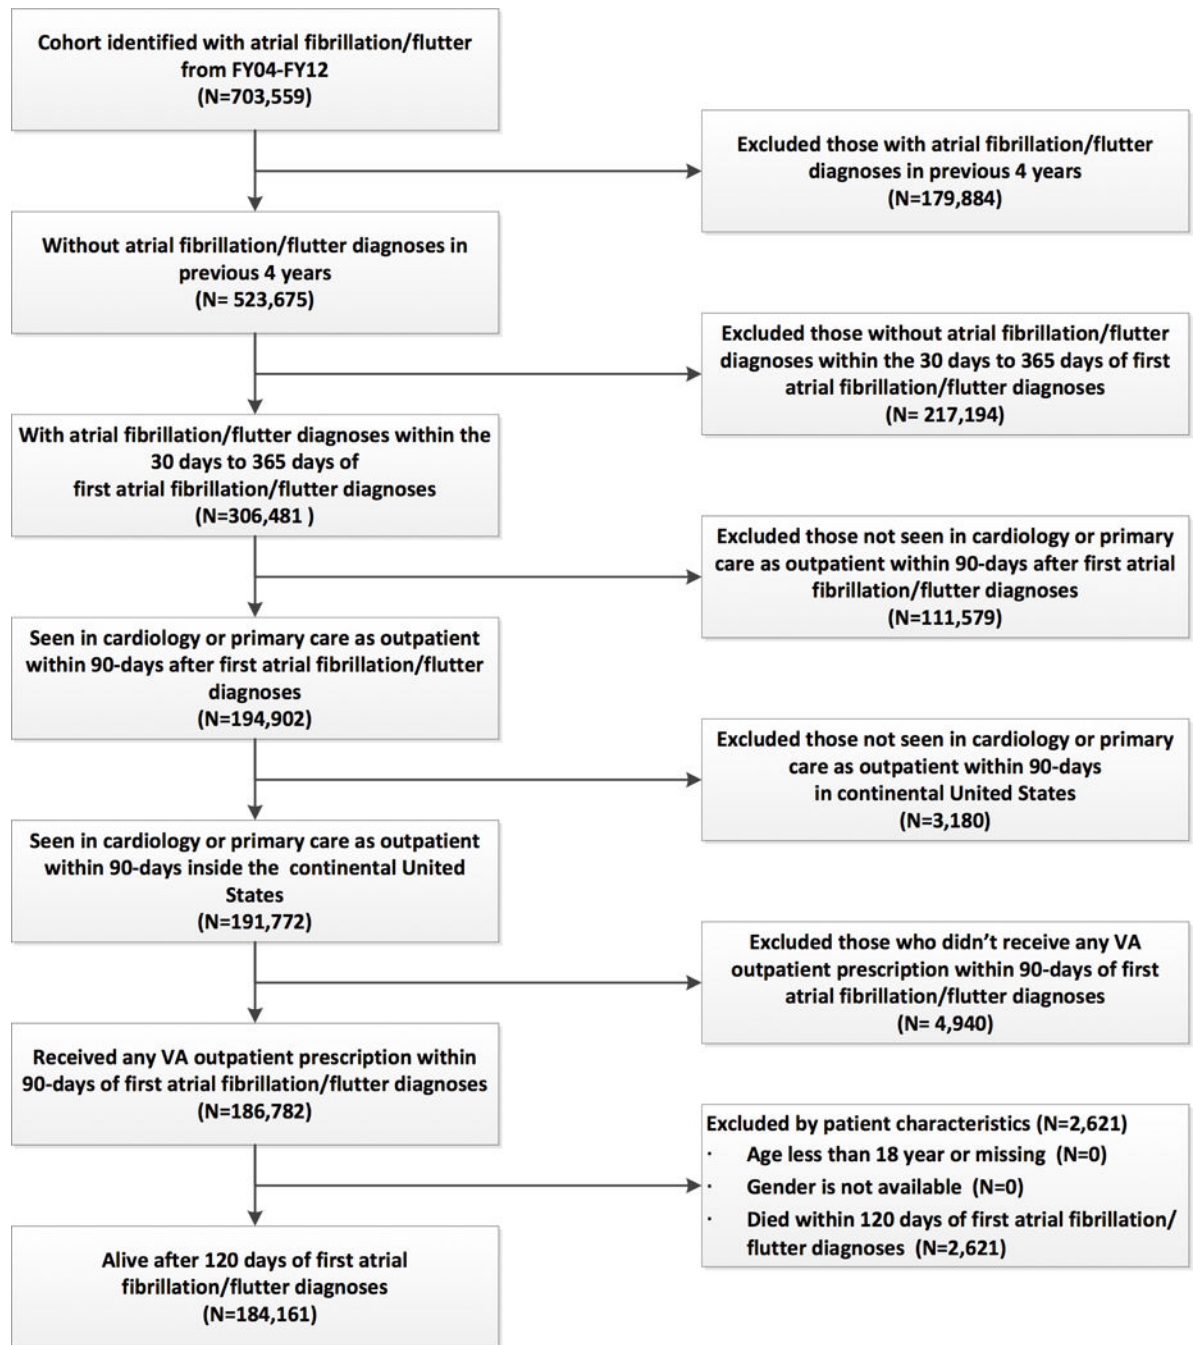 Cohort identified with atrial fibrillation/flutter
from FY04-FY12
(N=703,559)
Excluded those with atrial fibrillation/flutter
diagnoses in previous 4 years
(N=179,884)
Without atrial fibrillation/flutter diagnoses in
previous 4 years
(N= 523,675)
Excluded those without atrial fibrillation/flutter
diagnoses within the 30 days to 365 days of first
atrial fibrillation/flutter diagnoses
(N= 217,194)
With atrial fibrillation/flutter diagnoses within the
30 days to 365 days of
first atrial fibrillation/flutter diagnoses
(N=306,481 )
Excluded those not seen in cardiology or primary
care as outpatient within 90-days after first atrial
fibrillation/flutter diagnoses
(N=111,579)
Seen in cardiology or primary care as outpatient
within 90-days after first atrial fibrillation/flutter
diagnoses
(N=194,902)
Excluded those not seen in cardiology or primary
care as outpatient within 90-days
in continental United States
(N=3,180)
Seen in cardiology or primary care as outpatient
within 90-days inside the continental United
States
(N=191,772)
Excluded those who didn't receive any VA
outpatient prescription within 90-days of first
atrial fibrillation/flutter diagnoses
(N= 4,940)
Received any VA outpatient prescription within
90-days of first atrial fibrillation/flutter diagnoses
(N=186,782)
Excluded by patient characteristics (N=2,621)
· Age less than 18 year or missing (N=0)
· Gender is not available (N=0)
· Died within 120 days of first atrial fibrillation/
flutter diagnoses (N=2,621)
Alive after 120 days of first atrial
fibrillation/flutter diagnoses
(N=184,161)